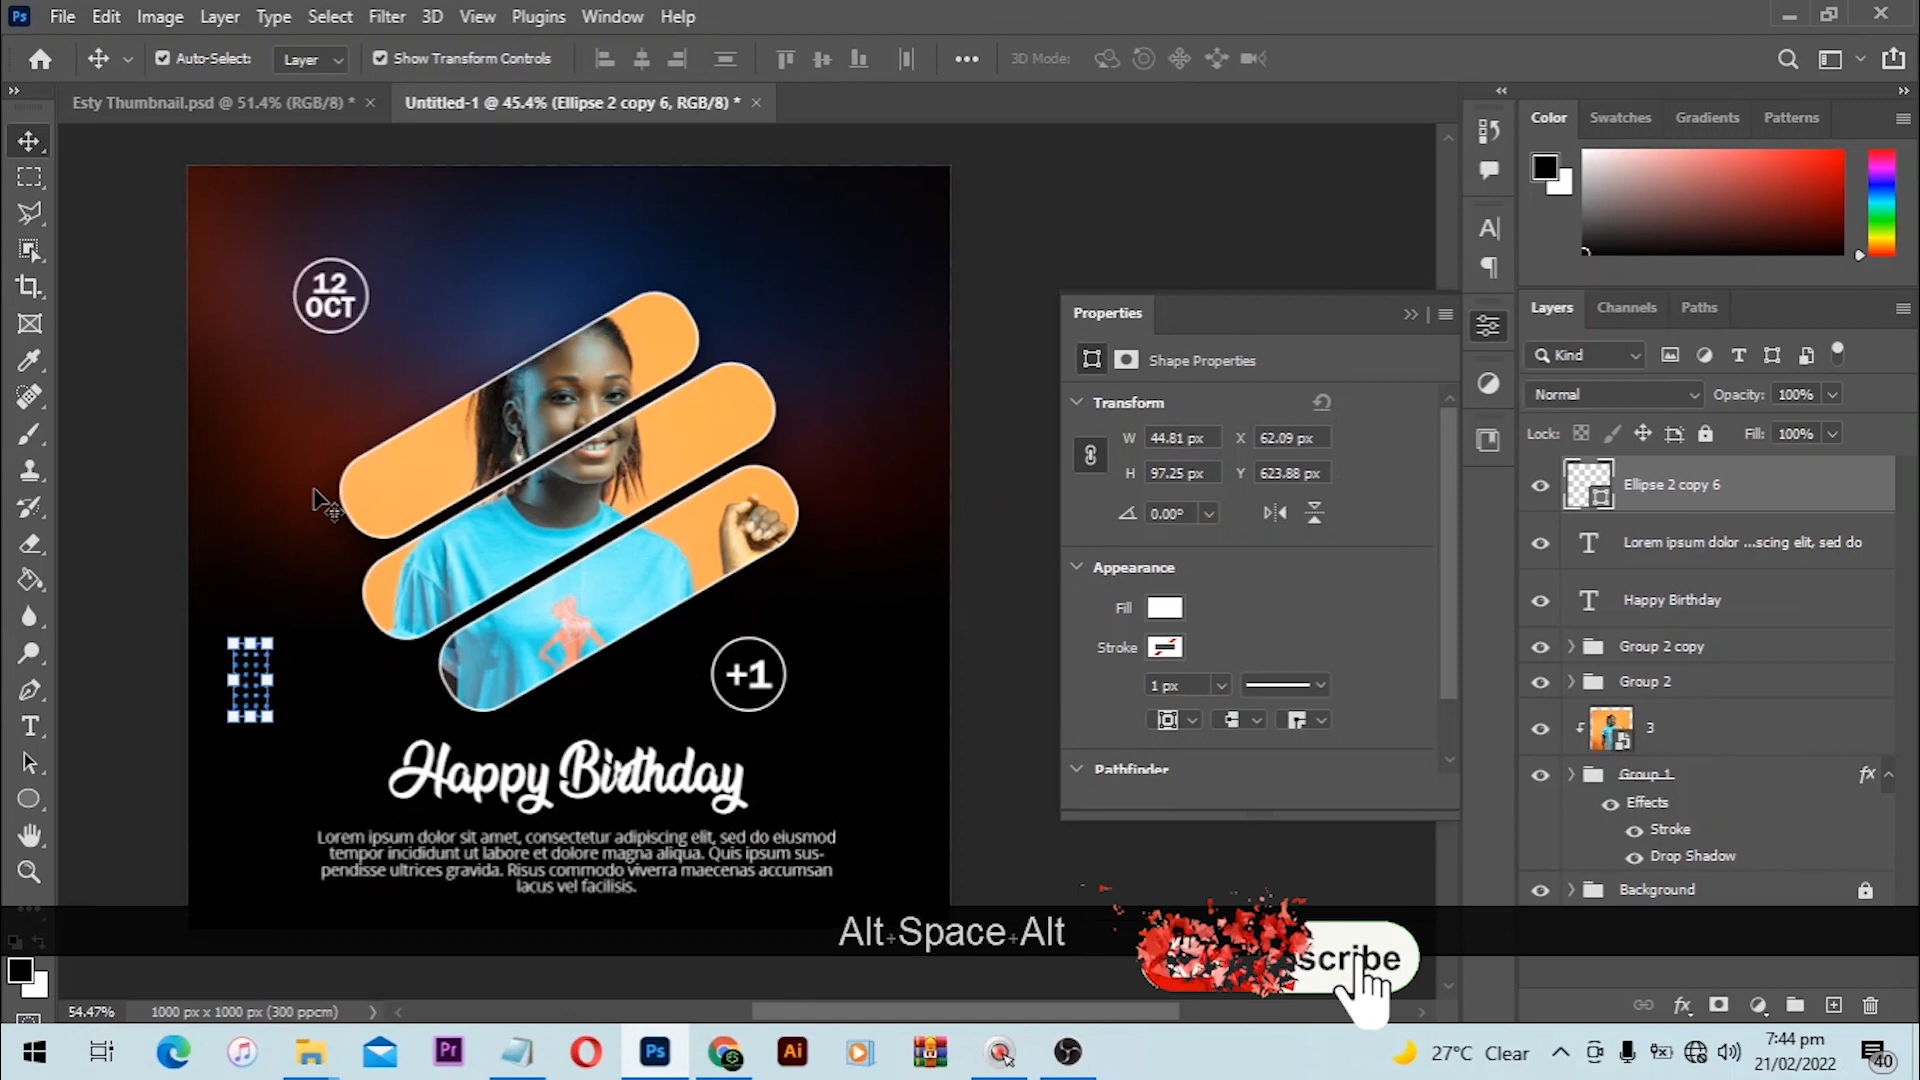 Ps File Edit Image Layer Type Select Filter 3D View Plugins Window Help
Auto-Select: Layer Show Transform Controls 3D Mode:
Esty Thumbnail.psd @ 51.4% (RGB/8) * Untitled-1 @ 45.4% (Ellipse 2 copy 6, RGB/8) *
Color Swatches Gradients Patterns
12
OCT
+1
Happy Birthday
Lorem ipsum dolor sit amet, consectetur adipiscing elit, sed do eiusmod
tempor incididunt ut labore et dolore magna aliqua. Quis ipsum sus-
pendisse ultrices gravida. Risus commodo viverra maecenas accumsan
lacus vel facilisis.
Properties
Shape Properties
Transform
W 44.81 px X 62.09 px
H 97.25 px Y 623.88 px
0.00°
Appearance
Fill
Stroke
1 px
Pathfinder
Layers Channels Paths
Kind
Normal Opacity: 100%
Lock: Fill: 100%
Ellipse 2 copy 6
Lorem ipsum dolor ...scing elit, sed do
Happy Birthday
Group 2 copy
Group 2
3
Group 1 fx
Effects
Stroke
Drop Shadow
Background
Alt+Space+Alt
scribe
54.47% 1000 px x 1000 px (300 ppcm)
fx
Pr Ps Ai
27°C Clear
7:44 pm
21/02/2022
40